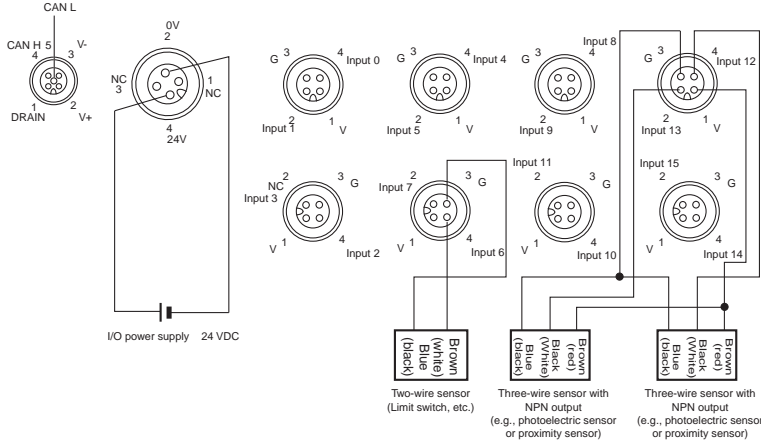 CAN L
CAN H 5 V-
4 3
1 2
DRAIN V+
0V
2
NC
3
1
NC
4
24V
G 3 4 Input 0
2 1
Input 1 V
G 3 4 Input 4
2 1
Input 5 V
G 3 4
2 1
Input 9 V
Input 8
3 4
G Input 12
2 1
Input 13 V
NC 2 3 G
Input 3
V 1 4
Input 2
2 3
Input 7 G
V 1 4
Input 6
Input 11
2 3 G
V 1 4
Input 10
Input 15
2 3 G
V 1 4
Input 14
I/O power supply 24 VDC
Brown
(white)
Blue
(black)
Brown
(red)
Black
(White)
Blue
(black)
Brown
(red)
Black
(White)
Blue
(black)
Two-wire sensor
(Limit switch, etc.)
Three-wire sensor with
NPN output
(e.g., photoelectric sensor
or proximity sensor)
Three-wire sensor with
NPN output
(e.g., photoelectric sensor
or proximity sensor)